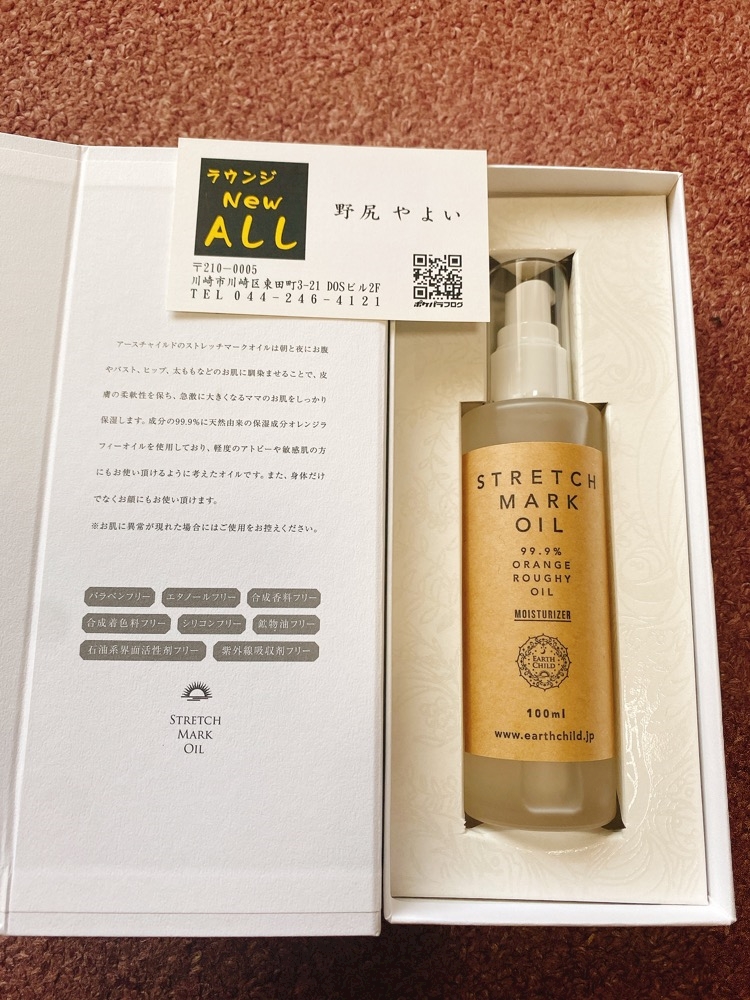 ラウンジ
New
ALL
野尻 やよい
〒210-0005
川崎市川崎区東田町3-21 DOSビル2F
TEL 044-246-4121
ポケパラブログ
アースチャイルドのストレッチマークオイルは朝と夜にお腹
やバスト、ヒップ、太ももなどのお肌に馴染ませることで、皮
膚の柔軟性を保ち、急激に大きくなるママのお肌をしっかり
保湿します。成分の99.9%に天然由来の保湿成分オレンジラ
フィーオイルを使用しており、軽度のアトピーや敏感肌の方
にもお使い頂けるように考えたオイルです。また、身体だけ
でなくお顔にもお使い頂けます。
※お肌に異常が現れた場合にはご使用をお控えください。
パラベンフリー エタノールフリー 合成香料フリー
合成着色料フリー シリコンフリー 鉱物油フリー
石油系界面活性剤フリー 紫外線吸収剤フリー
STRETCH
MARK
OIL
STRETCH
MARK
OIL
99.9%
ORANGE
ROUGHY
OIL
MOISTURIZER
EARTH
CHILD
100ml
www.earthchild.jp